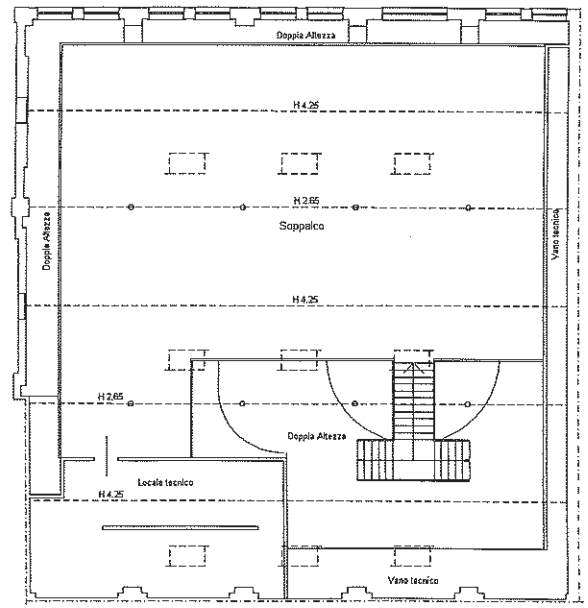 Doppia Altezza
H 4.25
H 2.65
Soppalco
Doppia Altezza
Vano tecnico
H 4.25
H 2.65
Doppia Altezza
Locale tecnico
H 4.25
Vano tecnico